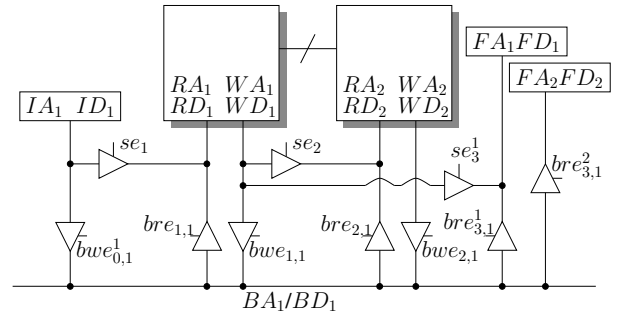 FA₁FD₁
RA₁ WA₁
RD₁ WD₁
RA₂ WA₂
RD₂ WD₂
FA₂FD₂
IA₁ ID₁
se₁
se₂
se₃¹
bre₃,₁²
bwe₀,₁¹
bre₁,₁
bwe₁,₁
bre₂,₁
bwe₂,₁
bre₃,₁¹
BA₁/BD₁